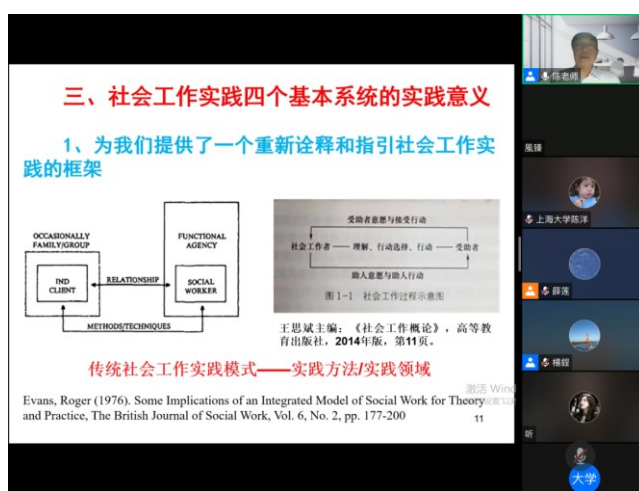 三、社会工作实践四个基本系统的实践意义
1、为我们提供了一个重新诠释和指引社会工作实
践的框架
OCCASIONALLY
FAMILY/GROUP
FUNCTIONAL
AGENCY
IND
CLIENT
RELATIONSHIP
SOCIAL
WORKER
METHODS/TECHNIQUES
受助者意愿与接受行动
社会工作者——理解、行动选择、行动——受助者
助人意愿与助人行动
图1-1 社会工作过程示意图
王思斌主编：《社会工作概论》，高等教
育出版社，2014年版，第11页。
传统社会工作实践模式——实践方法/实践领域
激活 Wind
Evans, Roger (1976). Some Implications of an Integrated Model of Social Work for Theory
and Practice, The British Journal of Social Work, Vol. 6, No. 2, pp. 177-200
11
陈老师
上海大学陈洋
薛莲
听
大学